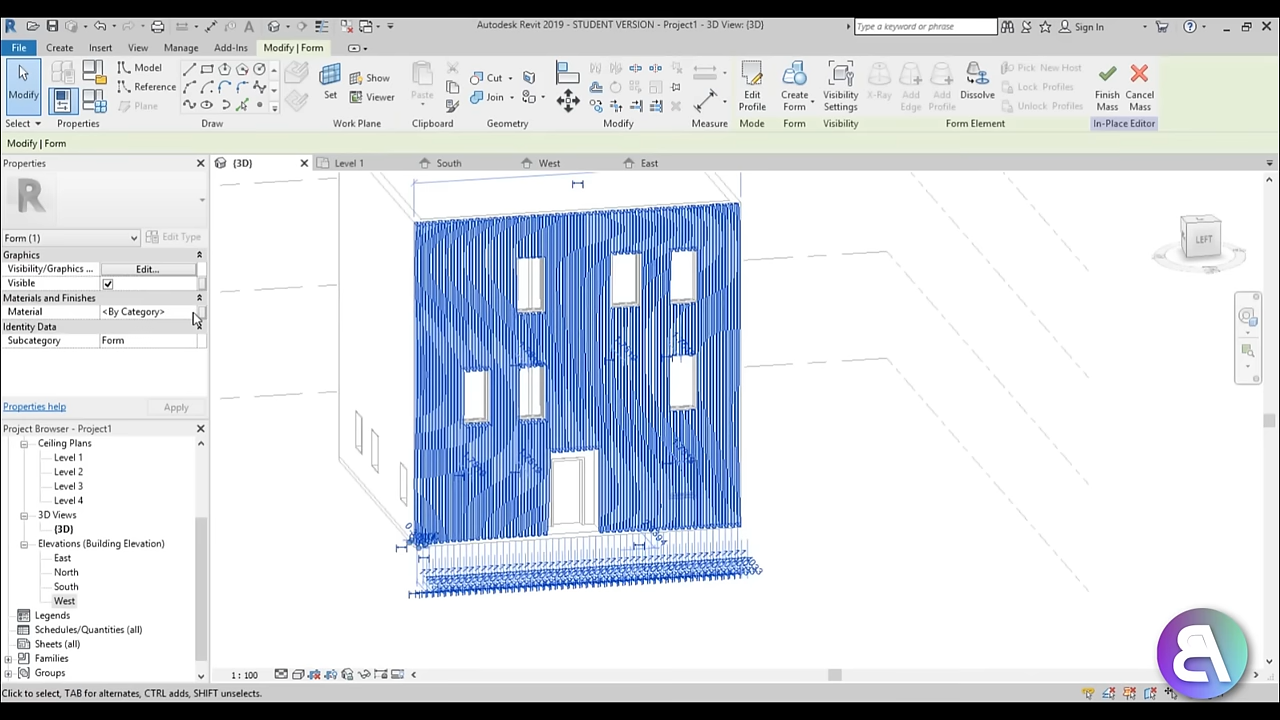 Autodesk Revit 2019 - STUDENT VERSION - Project1 - 3D View: {3D}
Type a keyword or phrase
Sign In
File
Create
Insert
View
Manage
Add-Ins
Modify | Form
Modify
Model
Reference
Plane
Set
Show
Viewer
Paste
Cut
Join
Edit Profile
Create Form
Visibility Settings
X-Ray
Add Edge
Add Profile
Dissolve
Pick New Host
Lock Profiles
Unlock Profiles
Finish Mass
Cancel Mass
Select
Properties
Draw
Work Plane
Clipboard
Geometry
Modify
Measure
Mode
Form
Visibility
Form Element
In-Place Editor
Modify | Form
Properties
{3D}
Level 1
South
West
East
R
Form (1)
Edit Type
Graphics
Visibility/Graphics ...
Edit...
Visible
Materials and Finishes
Material
<By Category>
Identity Data
Subcategory
Form
Properties help
Apply
Project Browser - Project1
Ceiling Plans
Level 1
Level 2
Level 3
Level 4
3D Views
{3D}
Elevations (Building Elevation)
East
North
South
West
Legends
Schedules/Quantities (all)
Sheets (all)
Families
Groups
LEFT
1 : 100
Click to select, TAB for alternates, CTRL adds, SHIFT unselects.